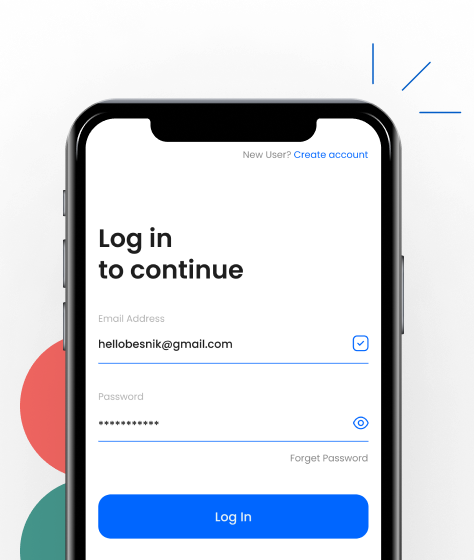 New User? Create account
Log in
to continue
Email Address
hellobesnik@gmail.com
Password
***********
Forget Password
Log In